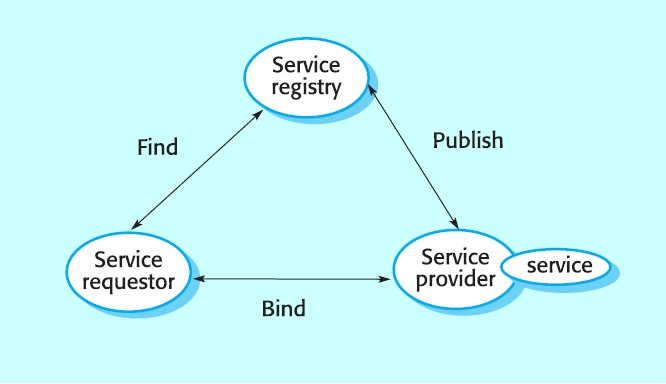 Service
registry
Find
Publish
Service
requestor
Service
provider
service
Bind